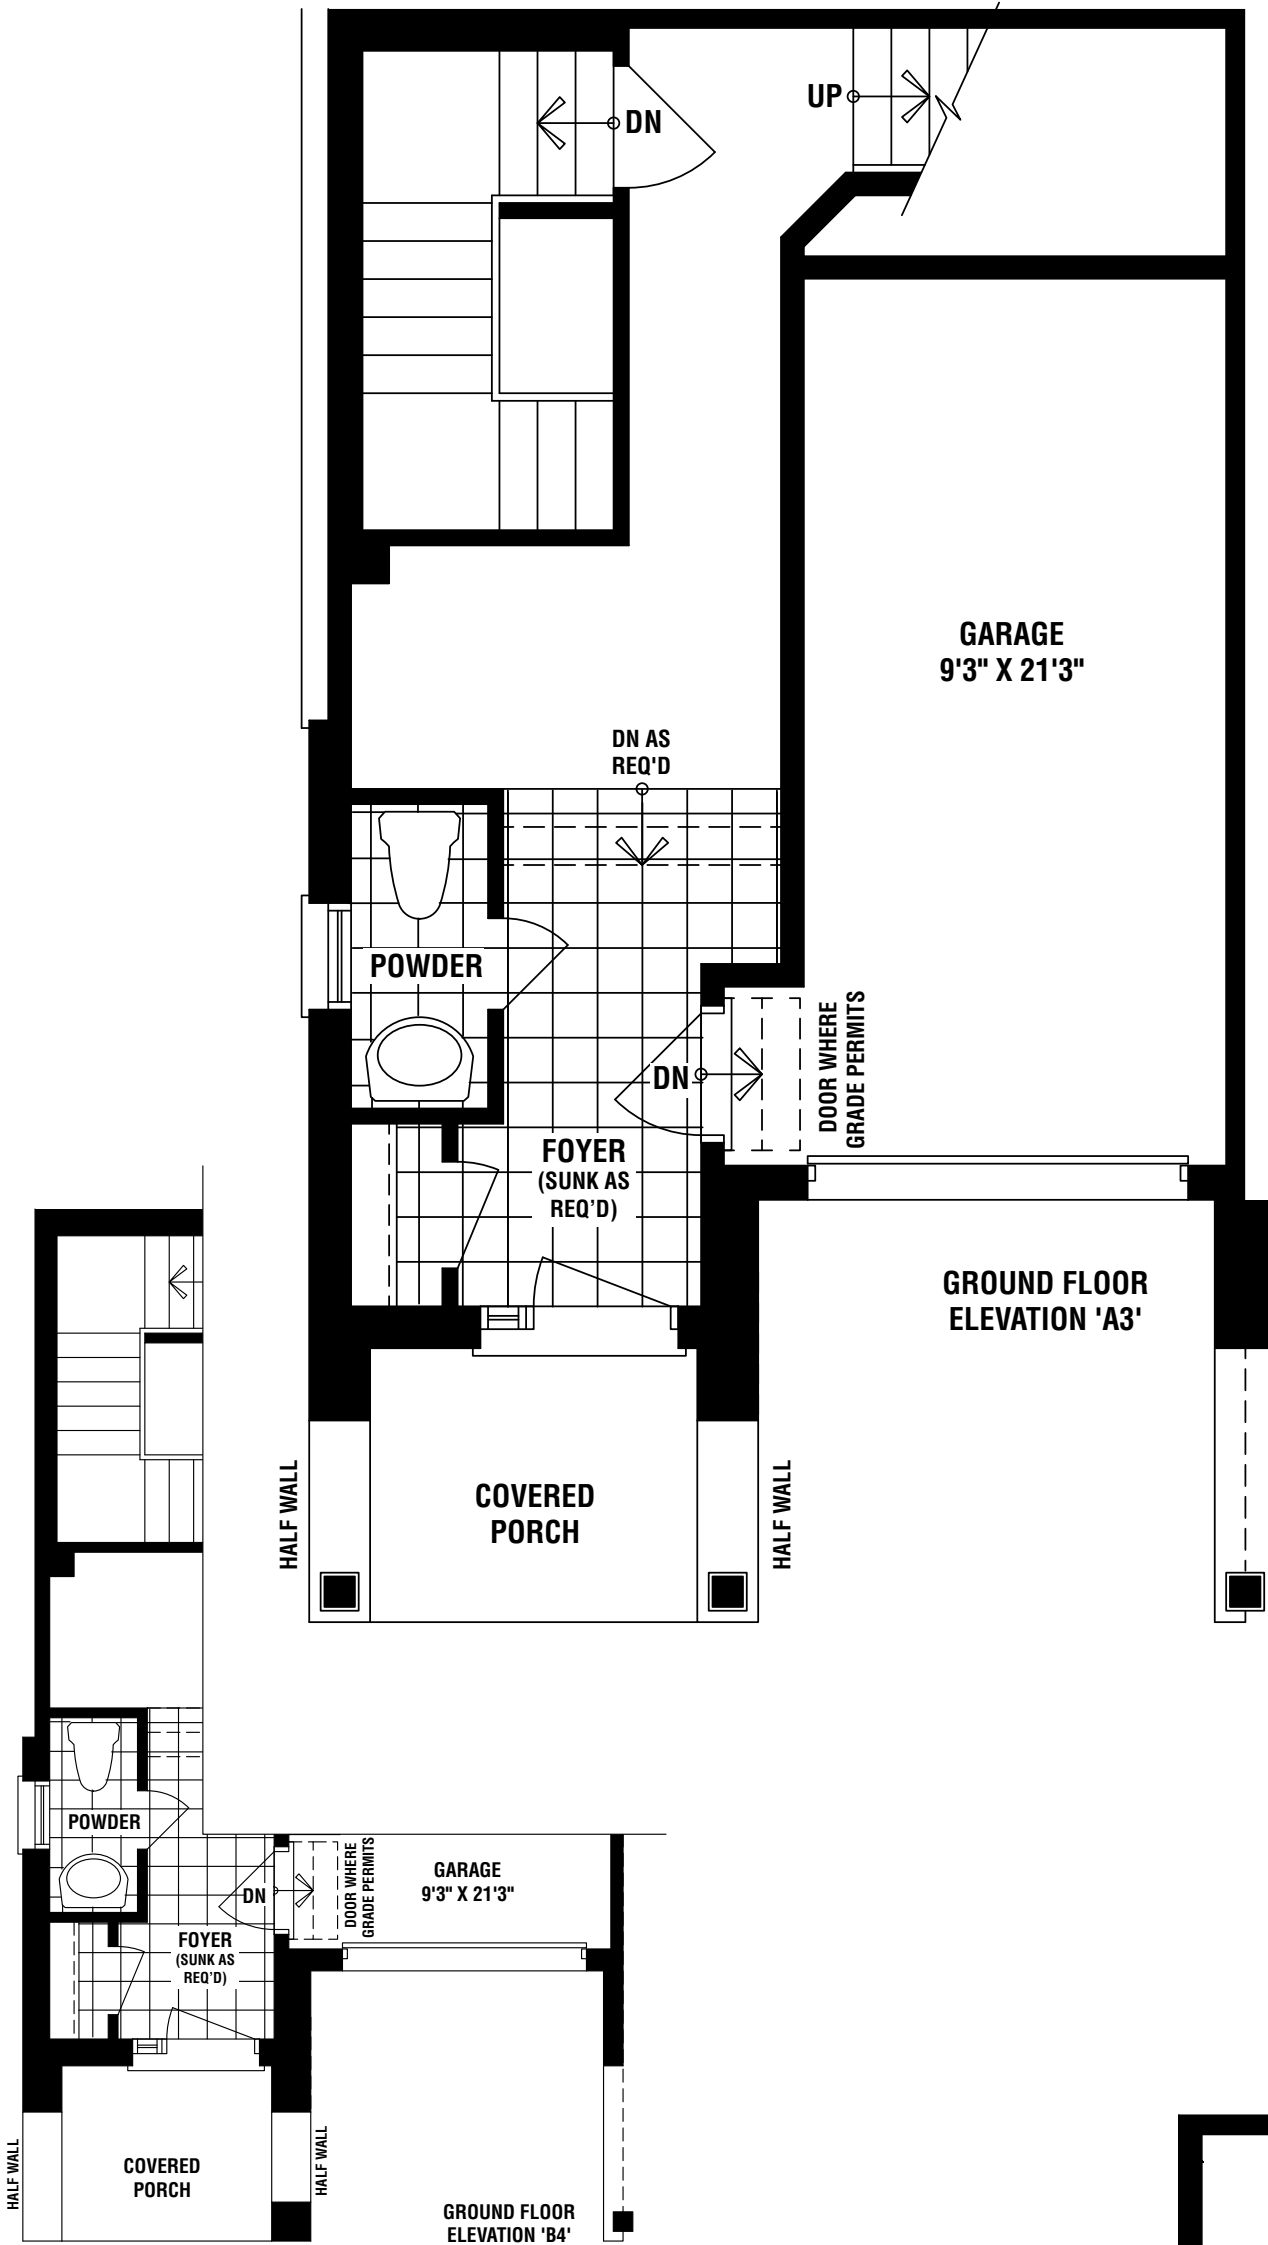 UP
DN
GARAGE
9'3" X 21'3"
DN AS
REQ'D
POWDER
DOOR WHERE
GRADE PERMITS
DN
FOYER
(SUNK AS
REQ'D)
GROUND FLOOR
ELEVATION 'A3'
HALF WALL
COVERED
PORCH
HALF WALL
POWDER
DOOR WHERE
GRADE PERMITS
GARAGE
9'3" X 21'3"
DN
FOYER
(SUNK AS
REQ'D)
HALF WALL
COVERED
PORCH
HALF WALL
GROUND FLOOR
ELEVATION 'B4'